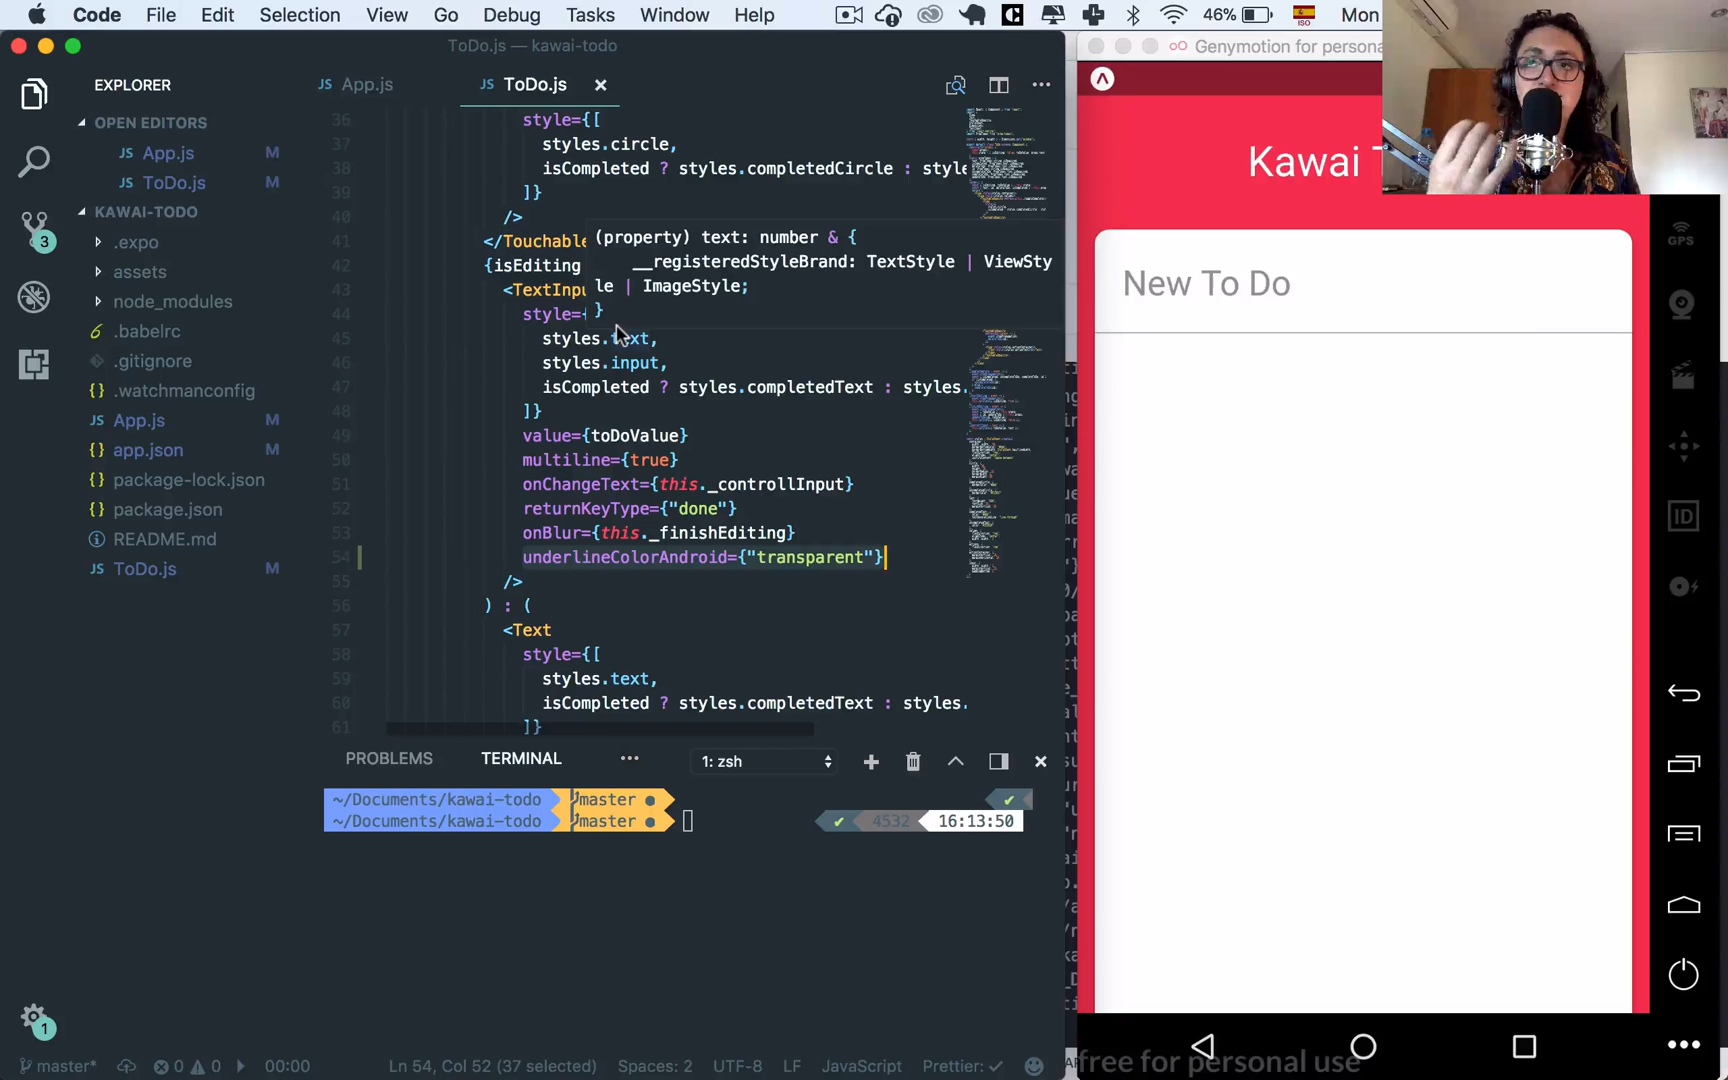 Code File Edit Selection View Go Debug Tasks Window Help
46% ISO Mon
ToDo.js — kawai-todo
Genymotion for persona
EXPLORER
JS App.js
JS ToDo.js
OPEN EDITORS
JS App.js M
JS ToDo.js M
KAWAI-TODO
.expo
assets
node_modules
.babelrc
.gitignore
{} .watchmanconfig
JS App.js M
{} app.json M
{} package-lock.json
{} package.json
README.md
JS ToDo.js M
3
1
36 style={[
37 styles.circle,
38 isCompleted ? styles.completedCircle : style
39 ]}
40 />
41 </Touchable
42 {isEditing
43 <TextInpu
44 style={
45 styles.text,
46 styles.input,
47 isCompleted ? styles.completedText : styles.
48 ]}
49 value={toDoValue}
50 multiline={true}
51 onChangeText={this._controllInput}
52 returnKeyType={"done"}
53 onBlur={this._finishEditing}
54 underlineColorAndroid={"transparent"}
55 />
56 ) : (
57 <Text
58 style={[
59 styles.text,
60 isCompleted ? styles.completedText : styles.
61 ]}
(property) text: number & {
__registeredStyleBrand: TextStyle | ViewSty
le | ImageStyle;
}
PROBLEMS TERMINAL ••• 1: zsh
~/Documents/kawai-todo master
~/Documents/kawai-todo master 4532 16:13:50
master* 0 0 00:00 Ln 54, Col 52 (37 selected) Spaces: 2 UTF-8 LF JavaScript Prettier: ✓
Kawai T
New To Do
GPS
ID
free for personal use